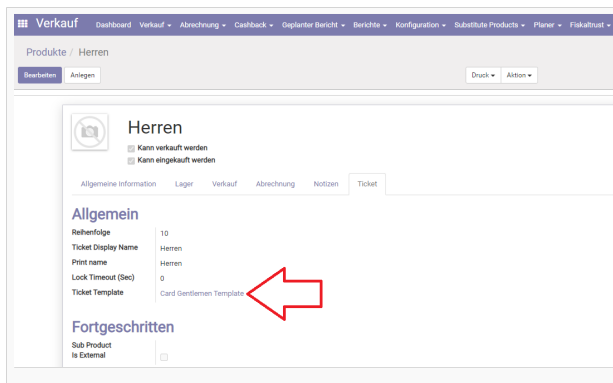 Verkauf Dashboard Verkauf Abrechnung Cashback Geplanter Bericht Berichte Konfiguration Substitute Products Planer Fiskaltrust
Produkte / Herren
Bearbeiten Anlegen Druck Aktion
Herren
Kann verkauft werden
Kann eingekauft werden
Allgemeine Information Lager Verkauf Abrechnung Notizen Ticket
Allgemein
Reihenfolge 10
Ticket Display Name Herren
Print name Herren
Lock Timeout (Sec) 0
Ticket Template Card Gentlemen Template
Fortgeschritten
Sub Product
Is External